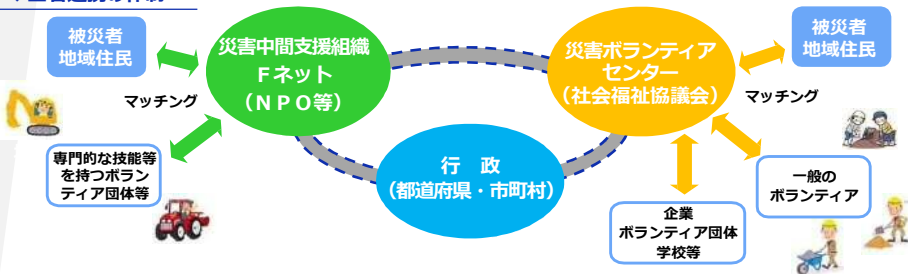 被災者
地域住民
災害中間支援組織
Fネット
(NPO等)
災害ボランティア
センター
(社会福祉協議会)
被災者
地域住民
マッチング
マッチング
専門的な技能等
を持つボラン
ティア団体等
行 政
(都道府県・市町村)
企業
ボランティア団体
学校等
一般の
ボランティア